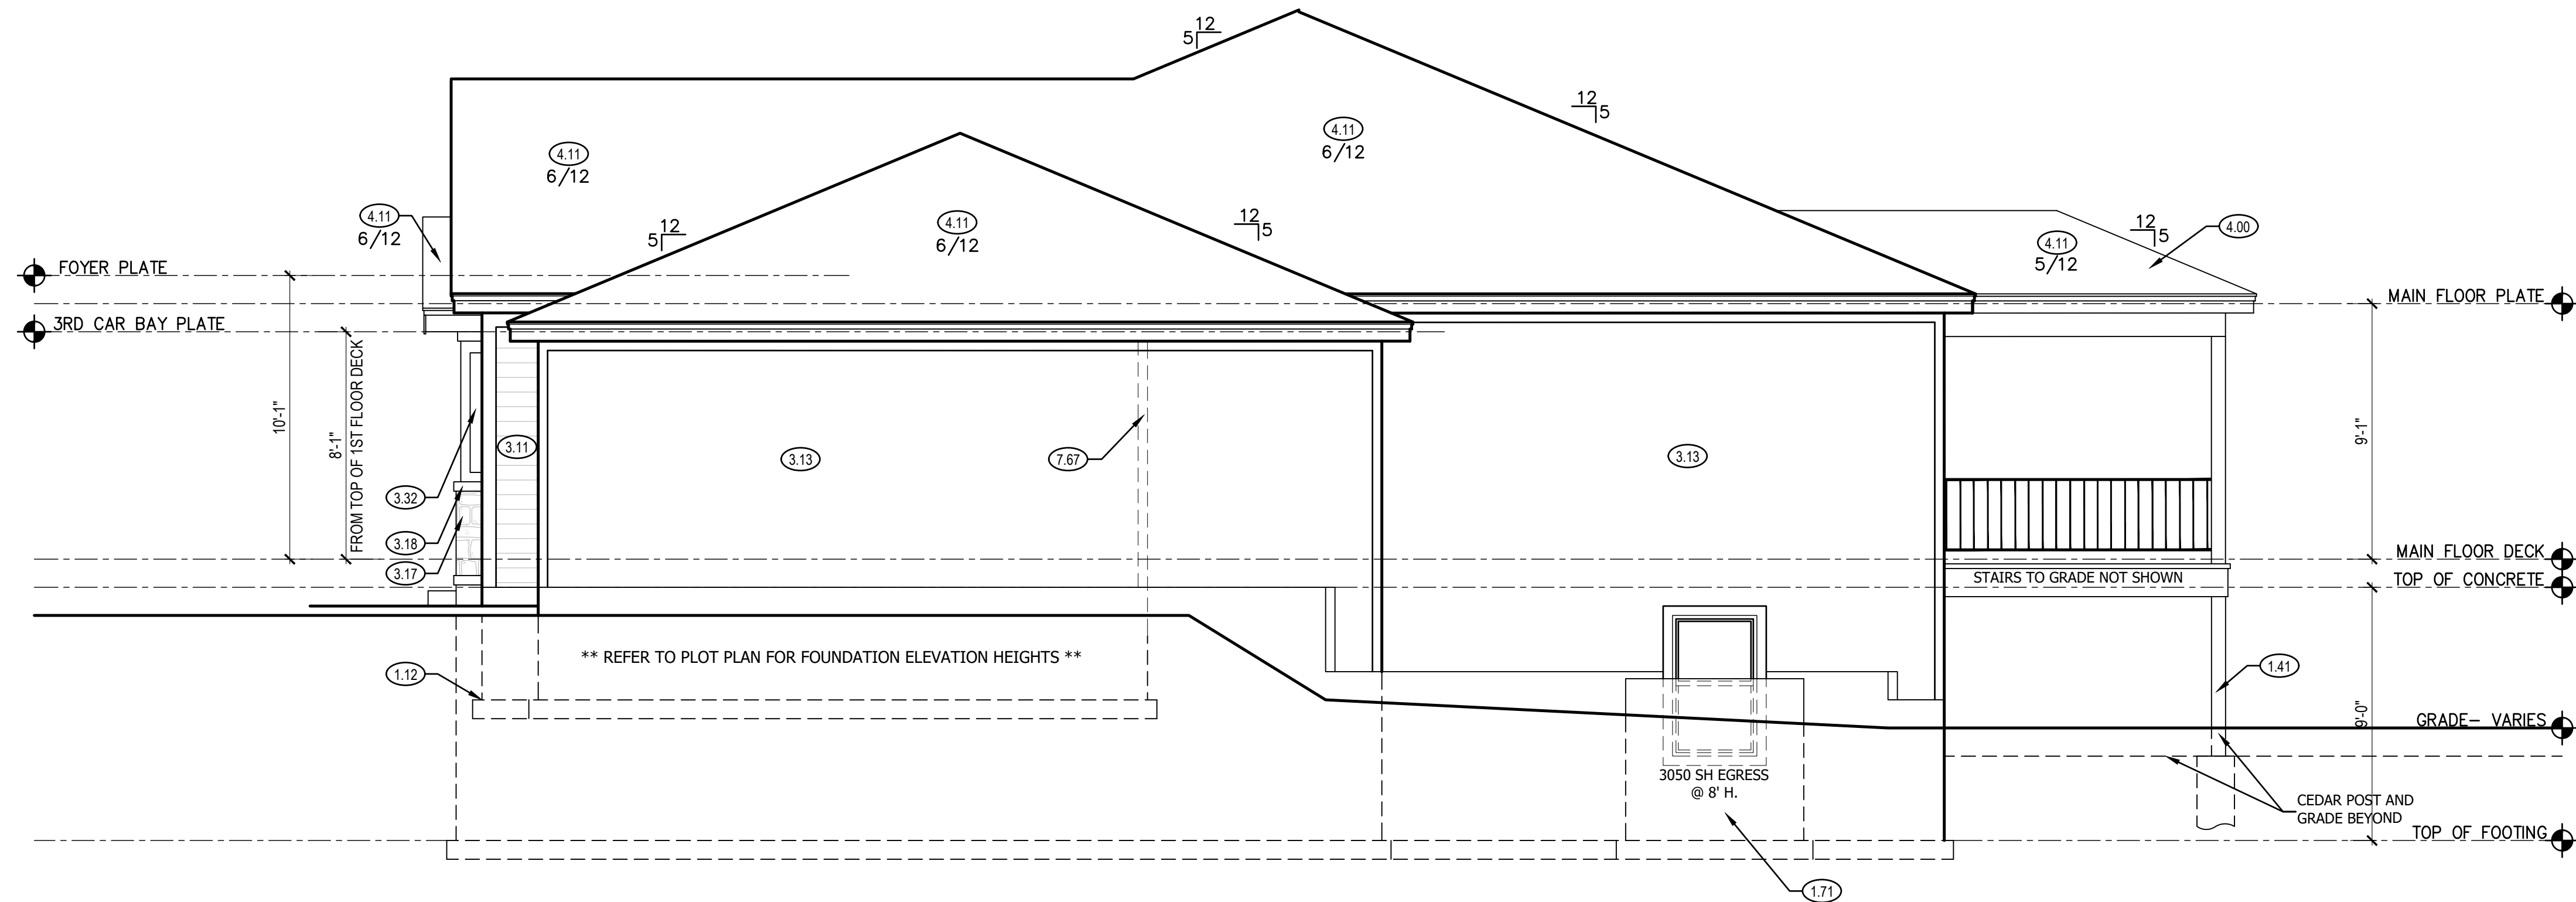 12
5
12
5
4.11
6/12
4.11
6/12
4.11
6/12
4.11
6/12
12
5
12
5
12
5
4.00
4.11
5/12
FOYER PLATE
MAIN FLOOR PLATE
3RD CAR BAY PLATE
10'-1"
8'-1"
FROM TOP OF 1ST FLOOR DECK
9'-1"
3.11
3.13
7.67
3.13
3.32
3.18
3.17
MAIN FLOOR DECK
STAIRS TO GRADE NOT SHOWN
TOP OF CONCRETE
** REFER TO PLOT PLAN FOR FOUNDATION ELEVATION HEIGHTS **
1.12
1.41
9'-0"
GRADE- VARIES
3050 SH EGRESS
@ 8' H.
CEDAR POST AND
GRADE BEYOND
TOP OF FOOTING
1.71